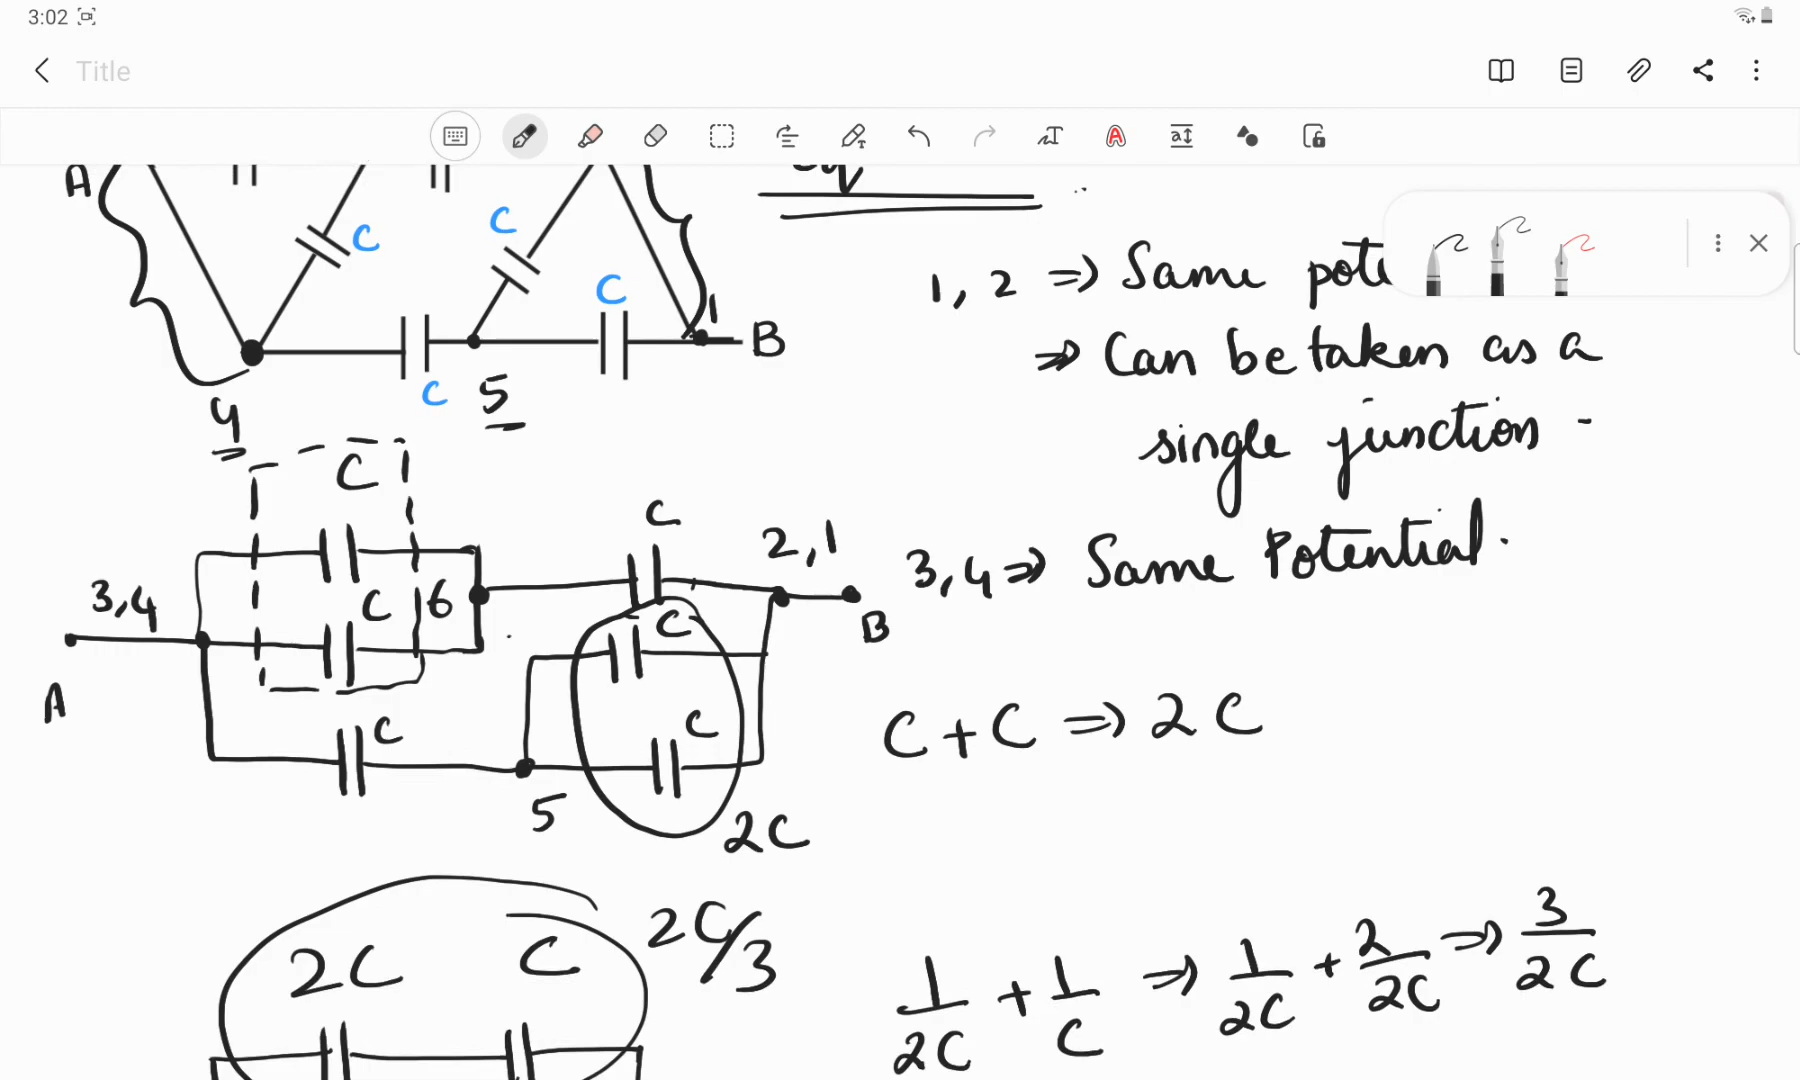 3:02
Title
A
C
C
C
1
B
C
5
4
1, 2 ⇒ Same pote
⇒ Can be taken as a
single junction -
C
C
2,1
3,4
C
6
C
B
3,4 ⇒ Same Potential.
A
C
C
5
2C
C + C ⇒ 2C
2C
C
2C/3
1/2C + 1/C ⇒ 1/2C + 2/2C ⇒ 3/2C